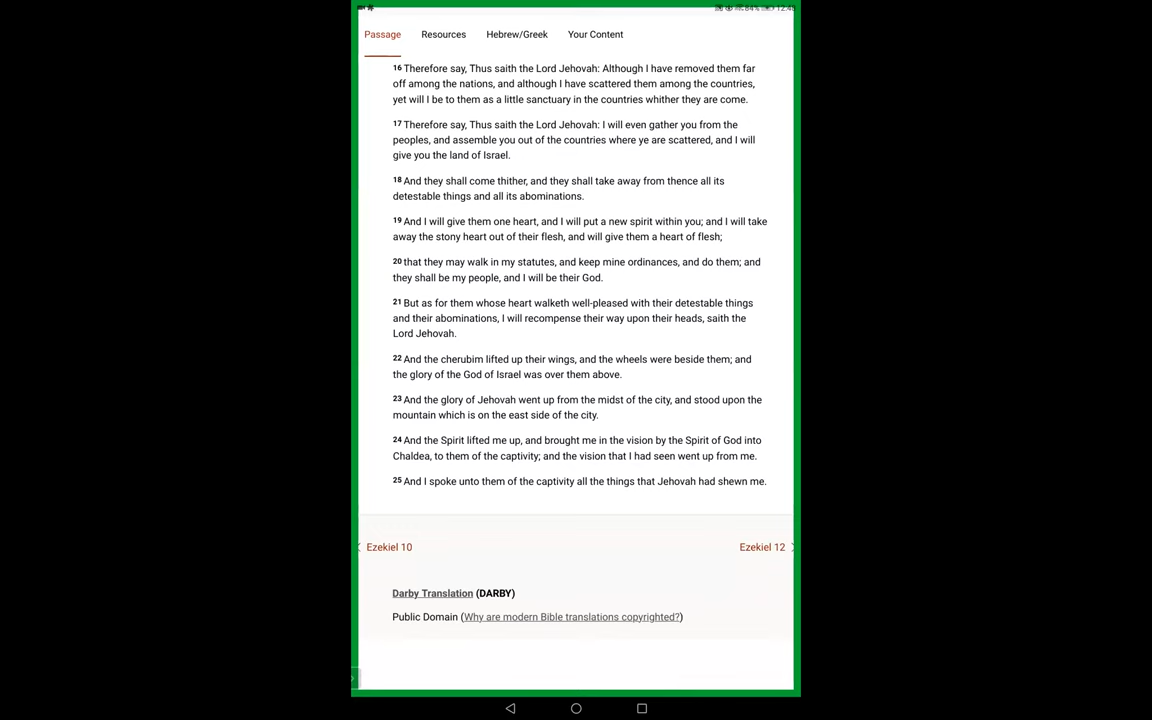 84% 12:45
Passage Resources Hebrew/Greek Your Content
16 Therefore say, Thus saith the Lord Jehovah: Although I have removed them far
off among the nations, and although I have scattered them among the countries,
yet will I be to them as a little sanctuary in the countries whither they are come.
17 Therefore say, Thus saith the Lord Jehovah: I will even gather you from the
peoples, and assemble you out of the countries where ye are scattered, and I will
give you the land of Israel.
18 And they shall come thither, and they shall take away from thence all its
detestable things and all its abominations.
19 And I will give them one heart, and I will put a new spirit within you; and I will take
away the stony heart out of their flesh, and will give them a heart of flesh;
20 that they may walk in my statutes, and keep mine ordinances, and do them; and
they shall be my people, and I will be their God.
21 But as for them whose heart walketh well-pleased with their detestable things
and their abominations, I will recompense their way upon their heads, saith the
Lord Jehovah.
22 And the cherubim lifted up their wings, and the wheels were beside them; and
the glory of the God of Israel was over them above.
23 And the glory of Jehovah went up from the midst of the city, and stood upon the
mountain which is on the east side of the city.
24 And the Spirit lifted me up, and brought me in the vision by the Spirit of God into
Chaldea, to them of the captivity; and the vision that I had seen went up from me.
25 And I spoke unto them of the captivity all the things that Jehovah had shewn me.
Ezekiel 10 Ezekiel 12
Darby Translation (DARBY)
Public Domain (Why are modern Bible translations copyrighted?)